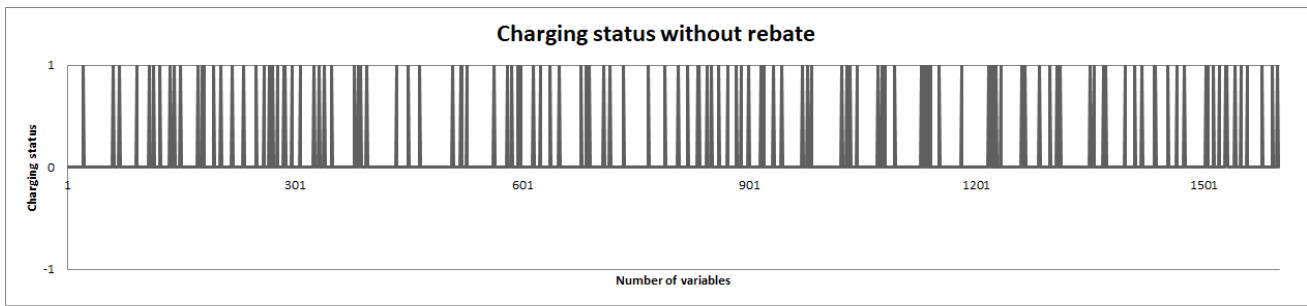 Charging status without rebate
1
0
-1
Charging status
1 301 601 901 1201 1501
Number of variables